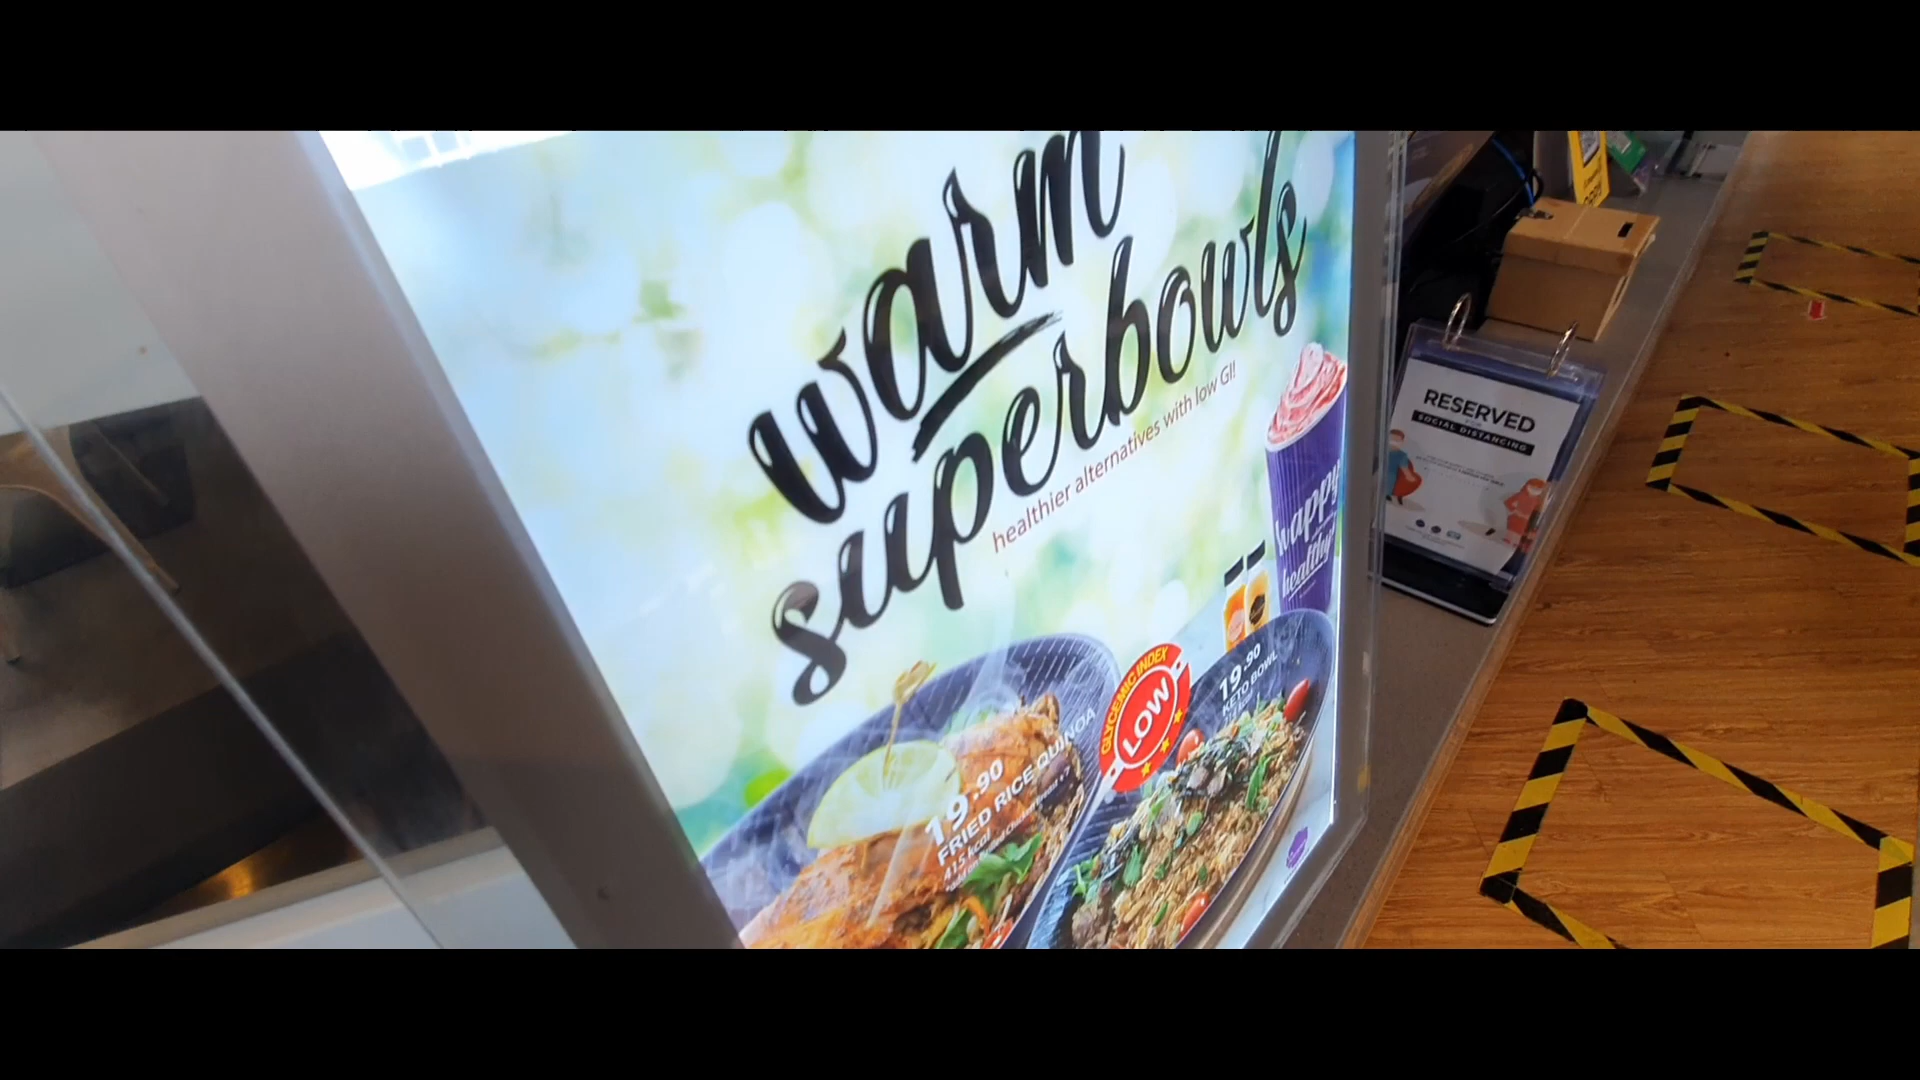 warm
superbowls
healthier alternatives with low GI!
happy
healthy
GLYCEMIC INDEX
LOW
19.90
KETO BOWL
19.90
FRIED RICE QUINOA
415 kcal
RESERVED
FOR
SOCIAL DISTANCING